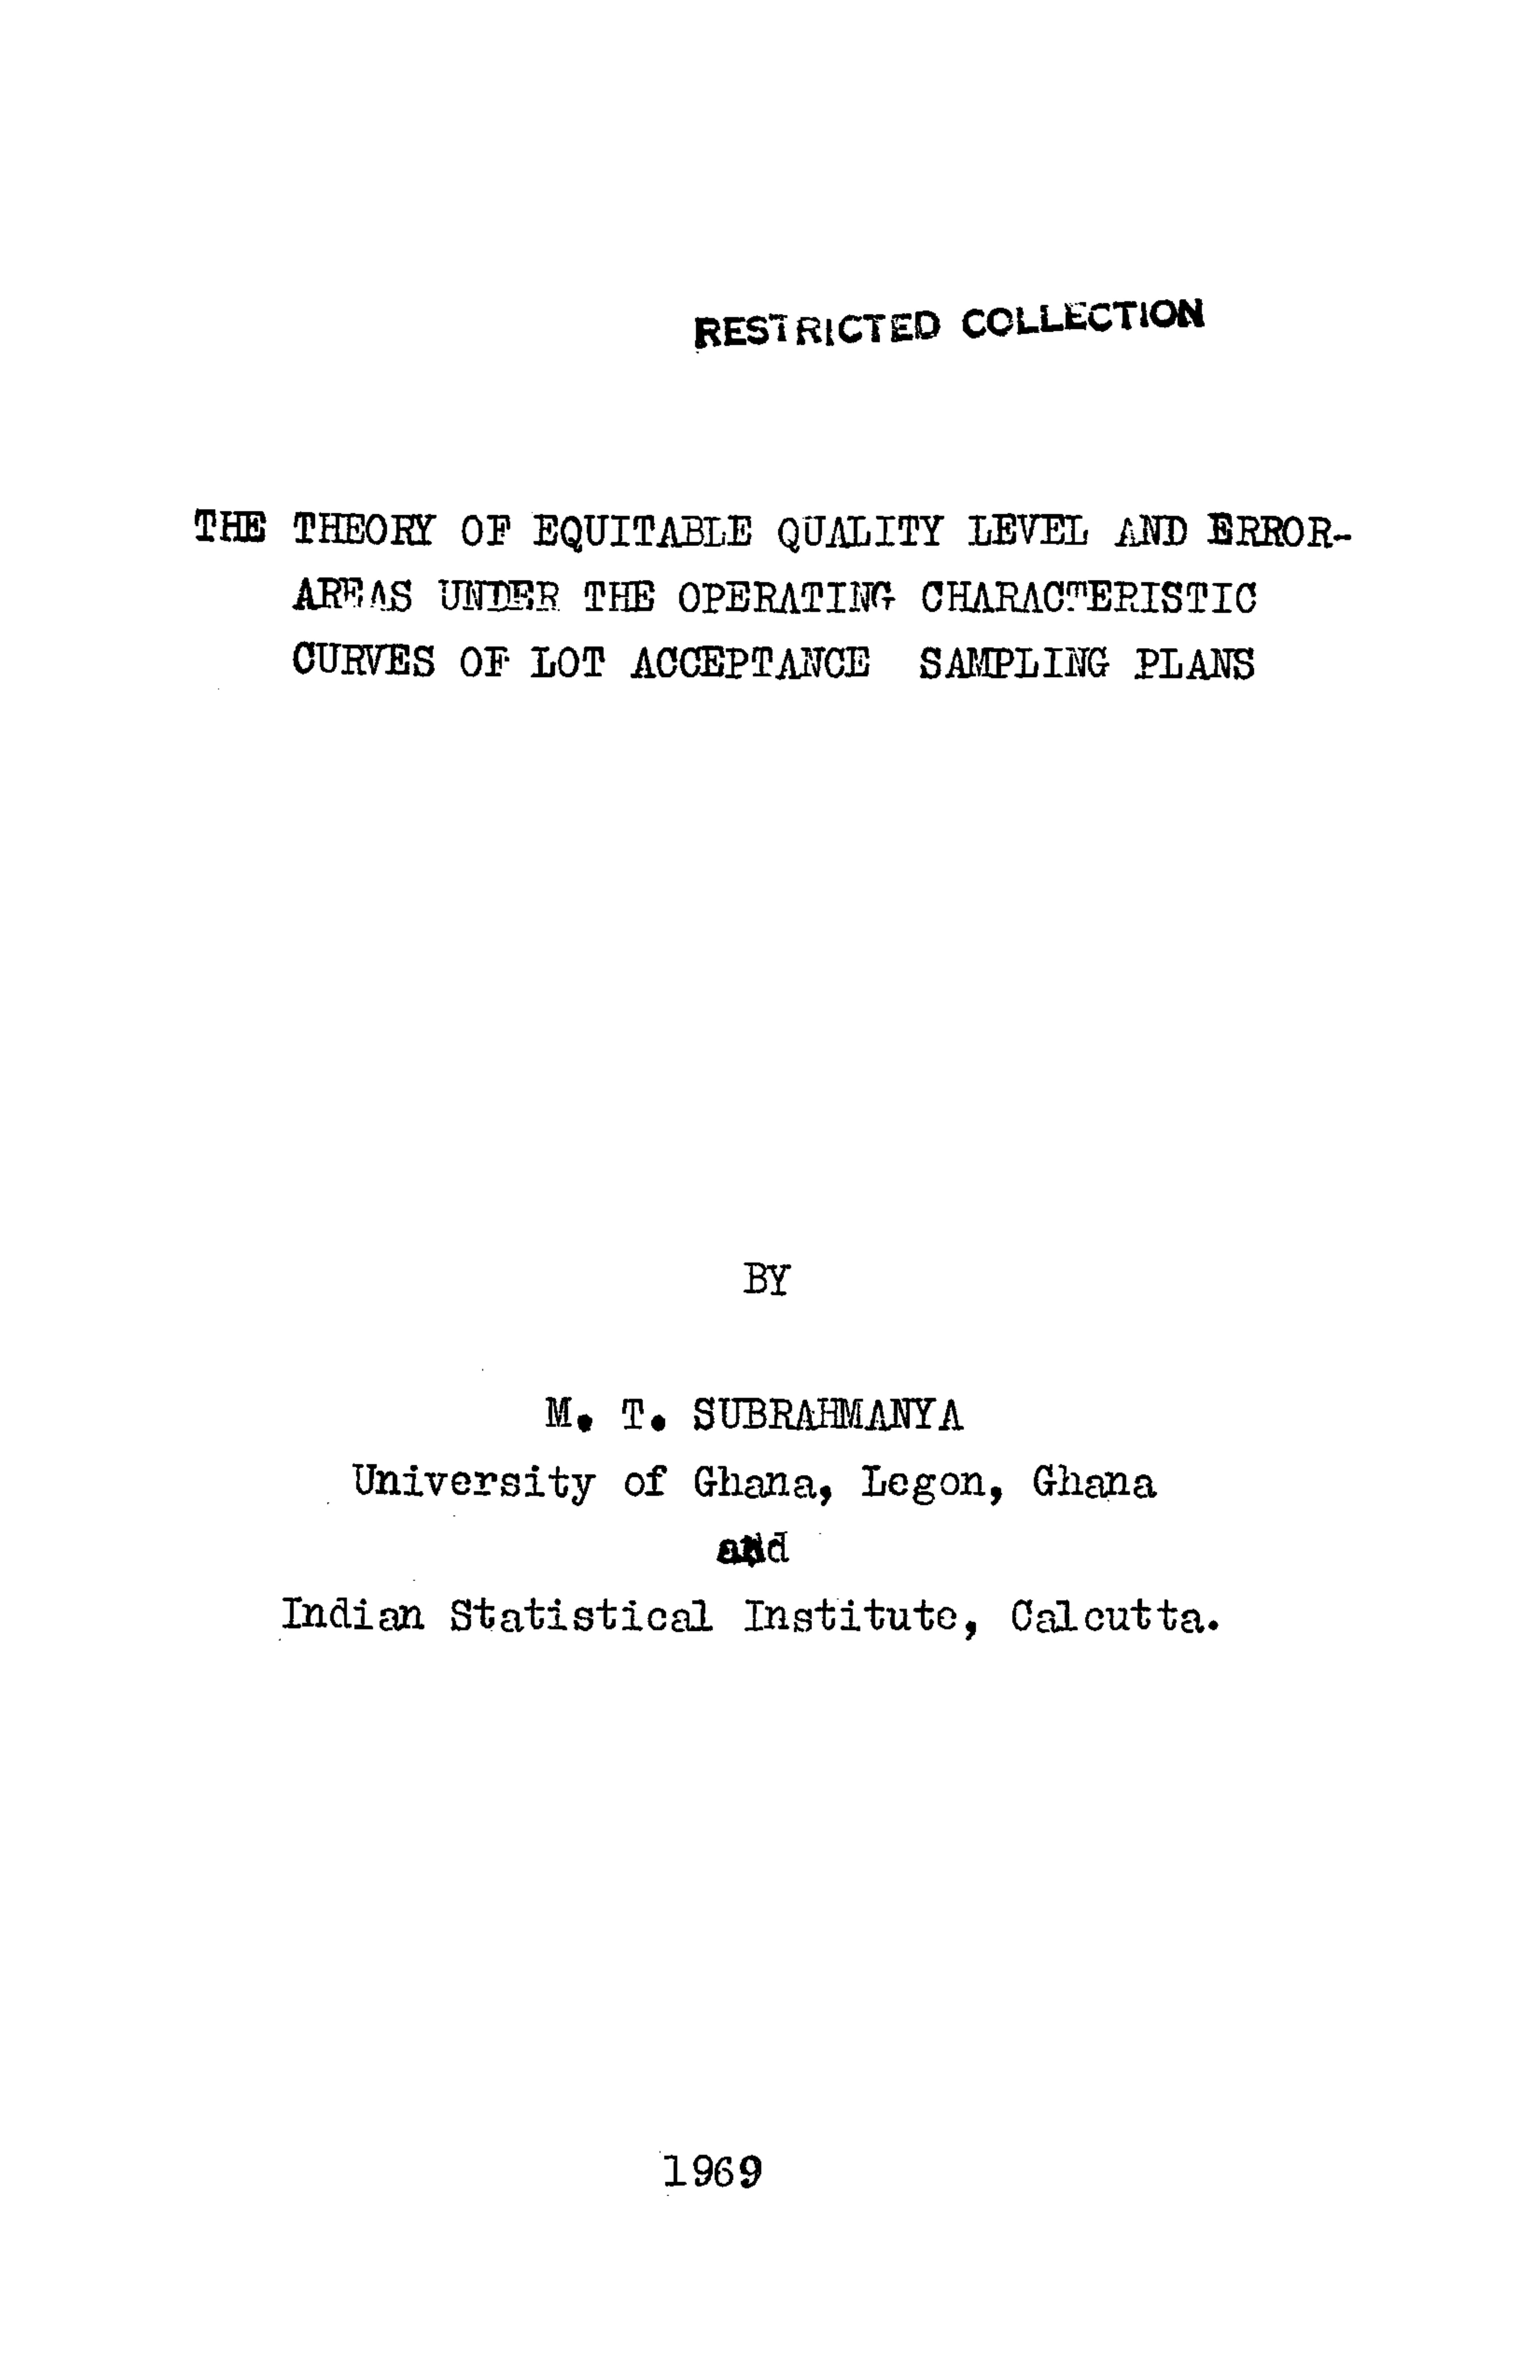 RESTRICTED COLLECTION
THE THEORY OF EQUITABLE QUALITY LEVEL AND ERROR-
AREAS UNDER THE OPERATING CHARACTERISTIC
CURVES OF LOT ACCEPTANCE SAMPLING PLANS
BY
M. T. SUBRAHMANYA
University of Ghana, Legon, Ghana
and
Indian Statistical Institute, Calcutta.
1969